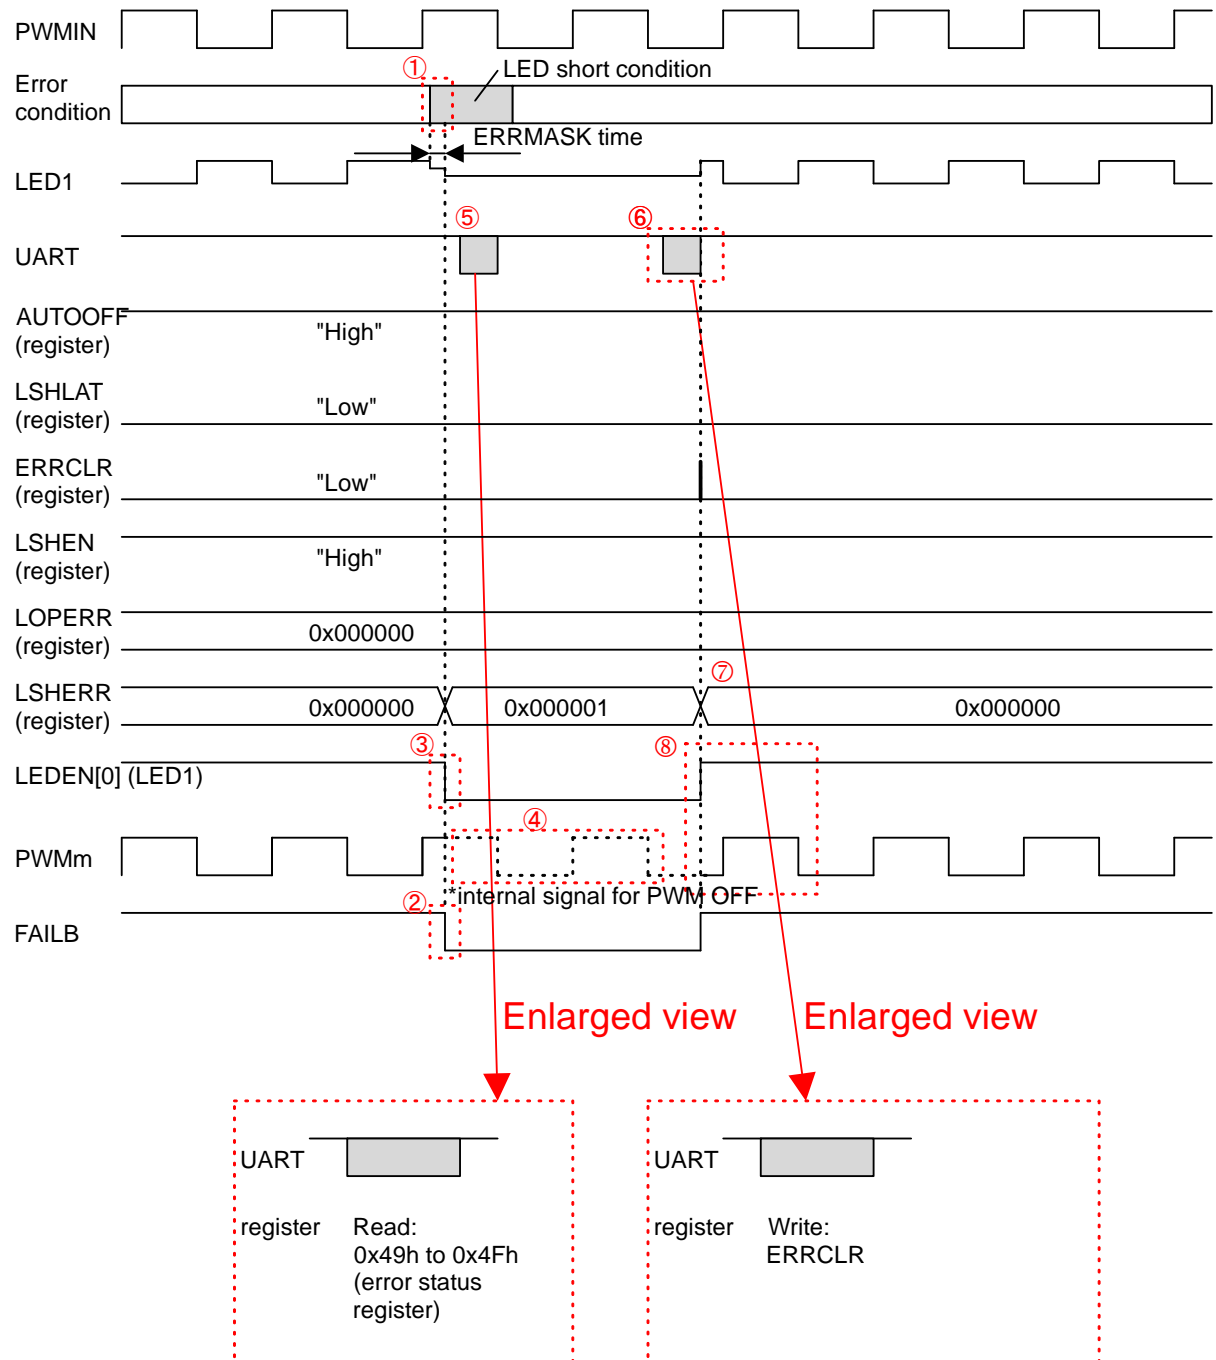 PWMIN
①
LED short condition
Error
condition
ERRMASK time
LED1
⑤
⑥
UART
AUTOOFF
(register)
"High"
LSHLAT
(register)
"Low"
ERRCLR
(register)
"Low"
LSHEN
(register)
"High"
LOPERR
(register)
0x000000
⑦
LSHERR
(register)
0x000000
0x000001
0x000000
③
⑧
LEDEN[0] (LED1)
④
PWMm
*internal signal for PWM OFF
②
FAILB
Enlarged view
Enlarged view
UART
register
Read:
0x49h to 0x4Fh
(error status
register)
UART
register
Write:
ERRCLR